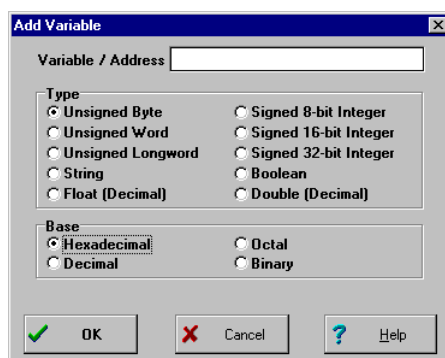 Add Variable
Variable / Address
Type
Unsigned Byte
Signed 8-bit Integer
Unsigned Word
Signed 16-bit Integer
Unsigned Longword
Signed 32-bit Integer
String
Boolean
Float (Decimal)
Double (Decimal)
Base
Hexadecimal
Octal
Decimal
Binary
OK
Cancel
Help